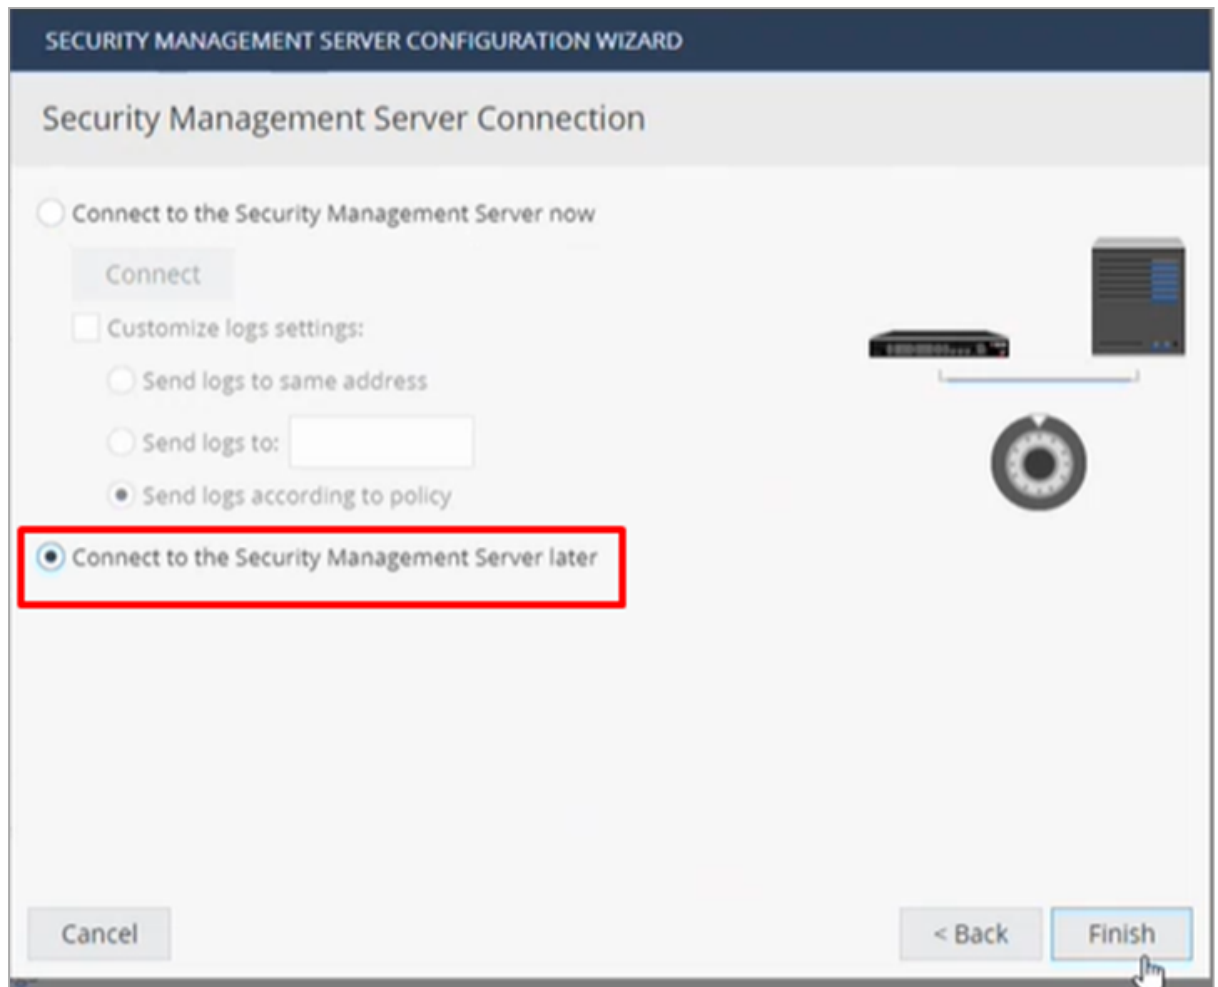 SECURITY MANAGEMENT SERVER CONFIGURATION WIZARD
Security Management Server Connection
Connect to the Security Management Server now
Connect
Customize logs settings:
Send logs to same address
Send logs to:
Send logs according to policy
Connect to the Security Management Server later
Cancel
< Back
Finish